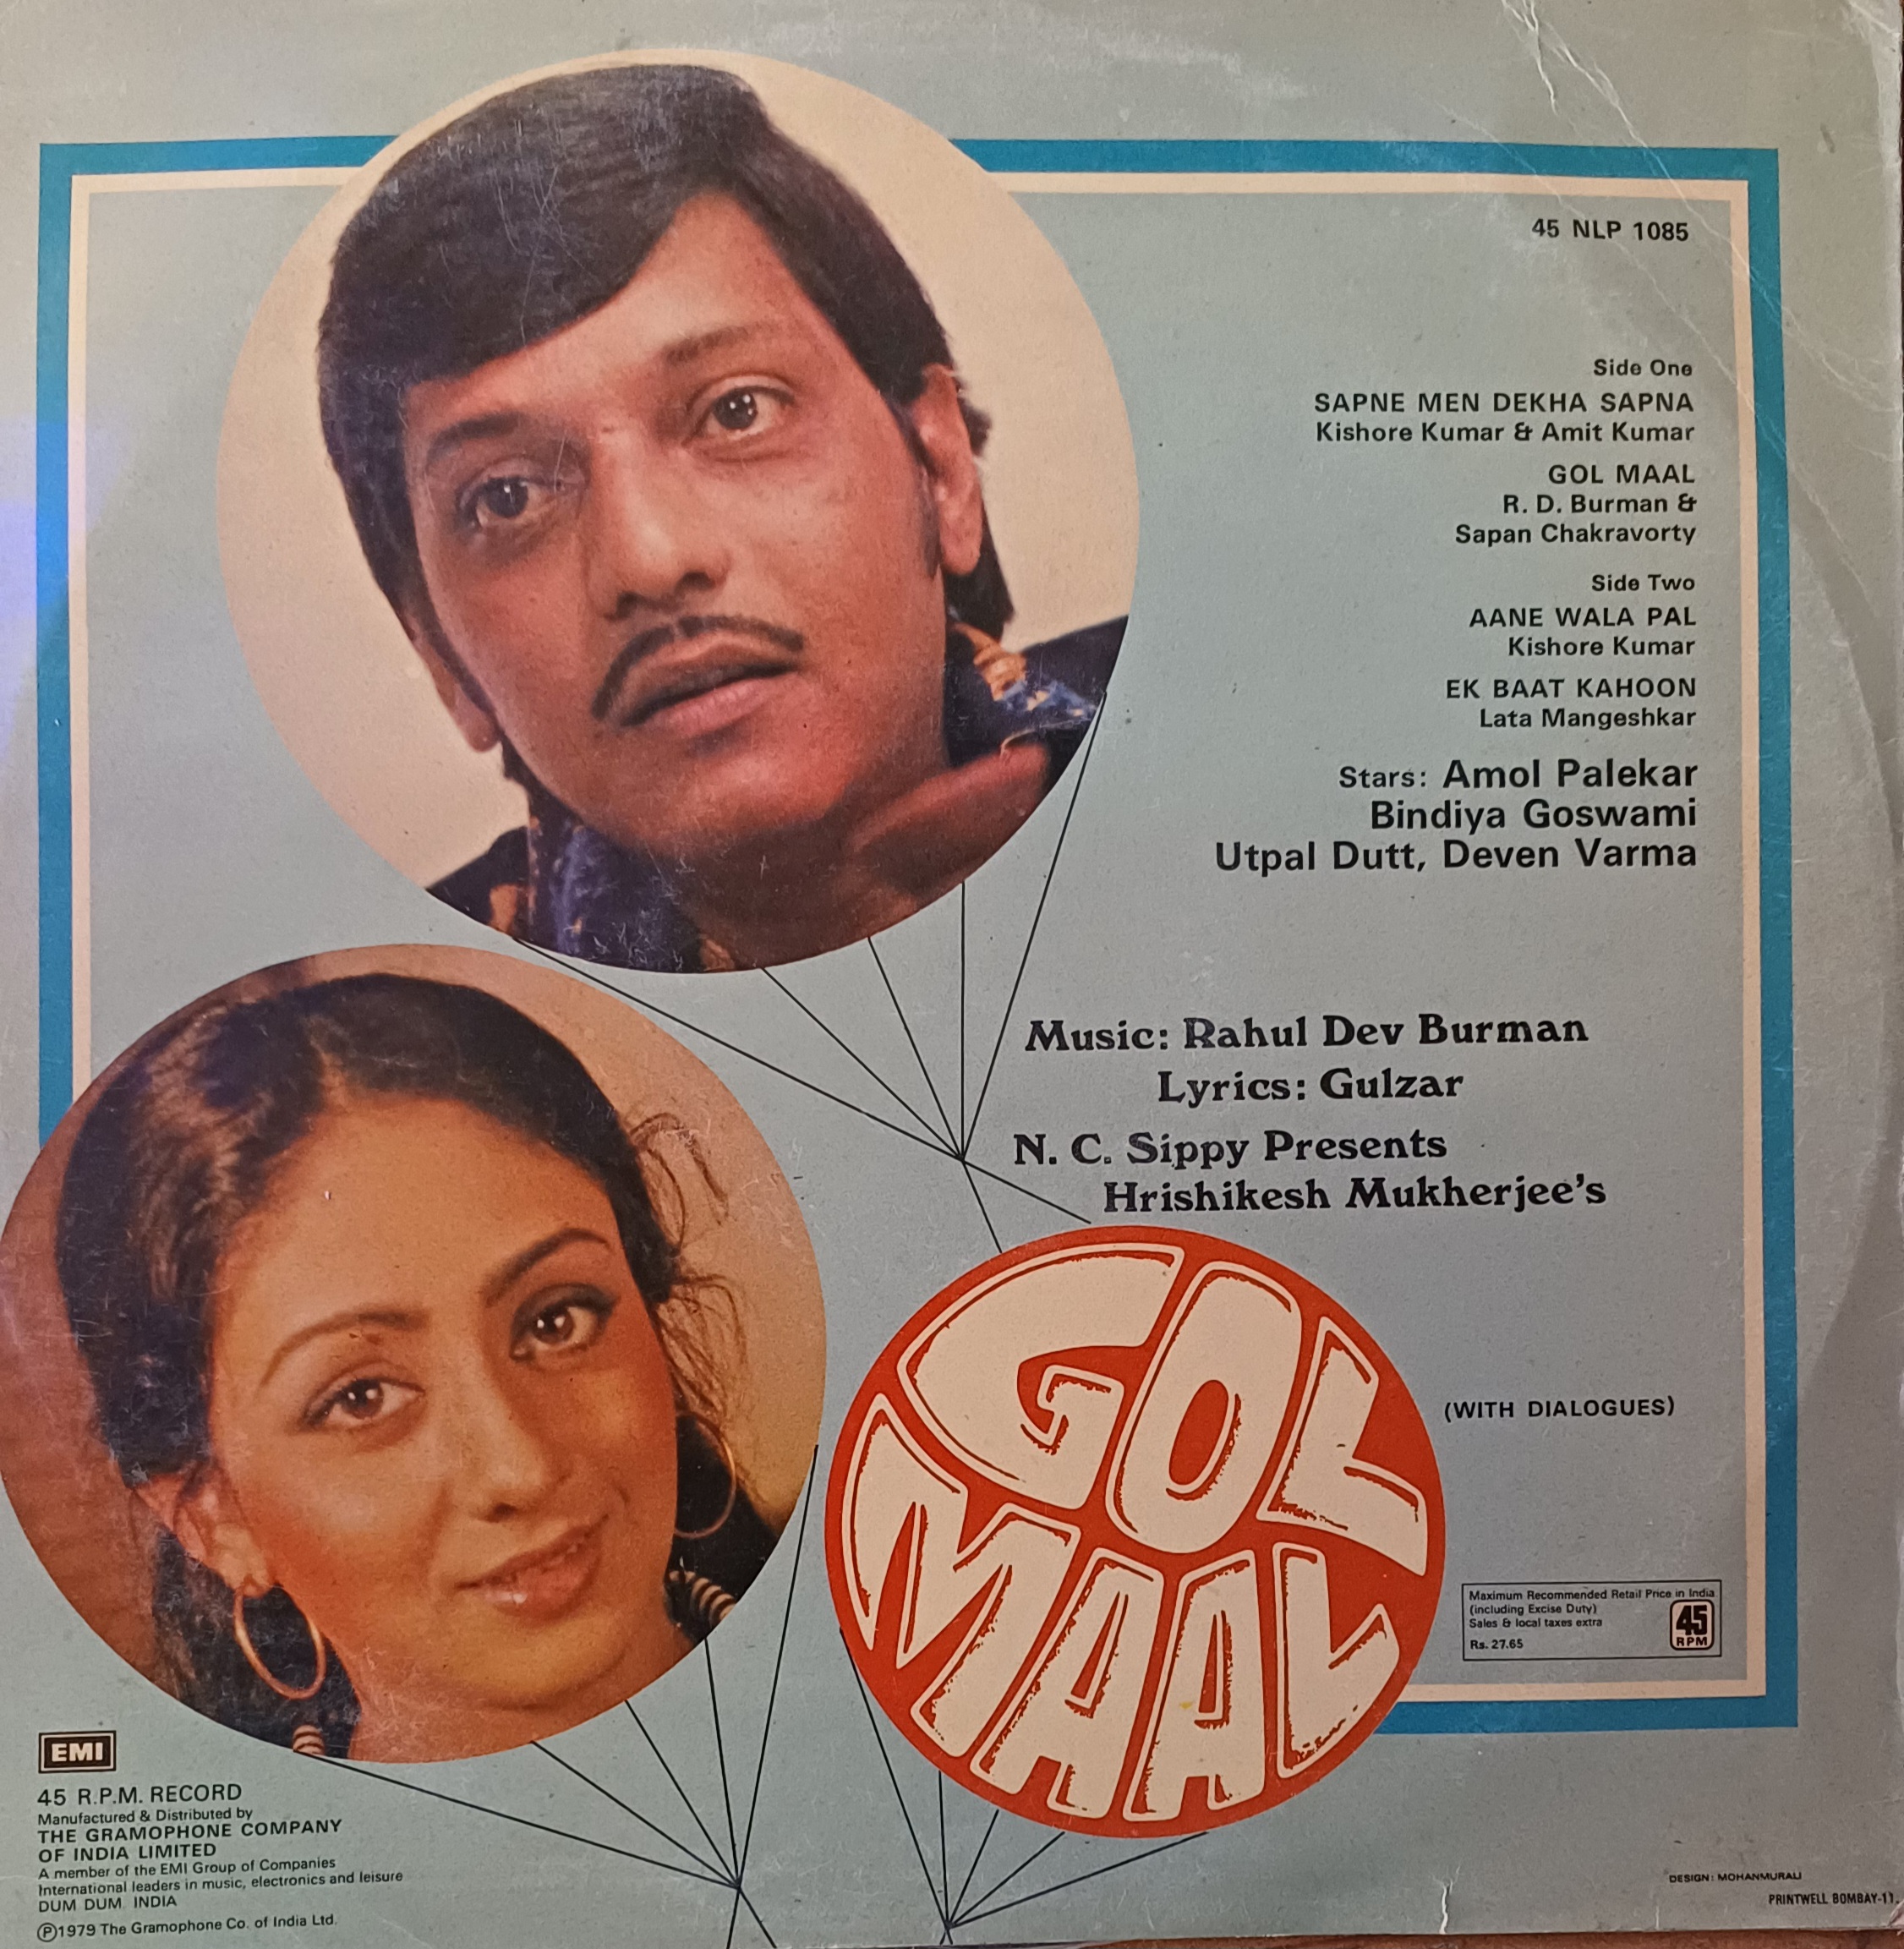 45 NLP 1085
Side One
SAPNE MEN DEKHA SAPNA
Kishore Kumar & Amit Kumar
GOL MAAL
R. D. Burman &
Sapan Chakravorty
Side Two
AANE WALA PAL
Kishore Kumar
EK BAAT KAHOON
Lata Mangeshkar
Stars: Amol Palekar
Bindiya Goswami
Utpal Dutt, Deven Varma
Music: Rahul Dev Burman
Lyrics: Gulzar
N. C. Sippy Presents
Hrishikesh Mukherjee's
GOL
MAAL
(WITH DIALOGUES)
Maximum Recommended Retail Price in India
(including Excise Duty)
Sales & local taxes extra
Rs. 27.65
45
RPM
EMI
45 R.P.M. RECORD
Manufactured & Distributed by
THE GRAMOPHONE COMPANY
OF INDIA LIMITED
A member of the EMI Group of Companies
International leaders in music, electronics and leisure
DUM DUM INDIA
℗1979 The Gramophone Co. of India Ltd.
DESIGN: MOHANMURALI
PRINTWELL BOMBAY-11.